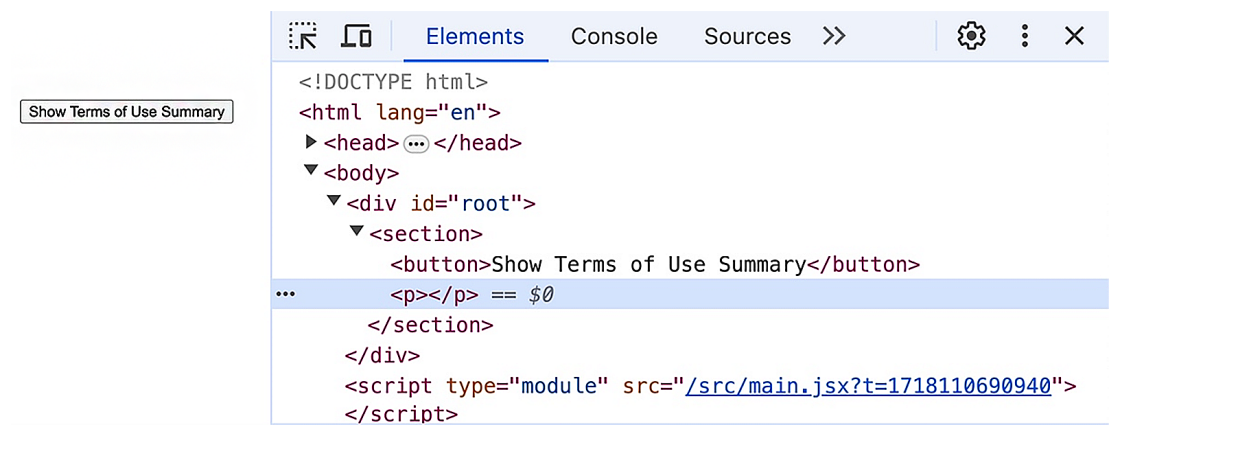 Show Terms of Use Summary
Elements Console Sources
<!DOCTYPE html>
<html lang="en">
<head>•••</head>
<body>
<div id="root">
<section>
<button>Show Terms of Use Summary</button>
••• <p></p> == $0
</section>
</div>
<script type="module" src="/src/main.jsx?t=1718110690940">
</script>